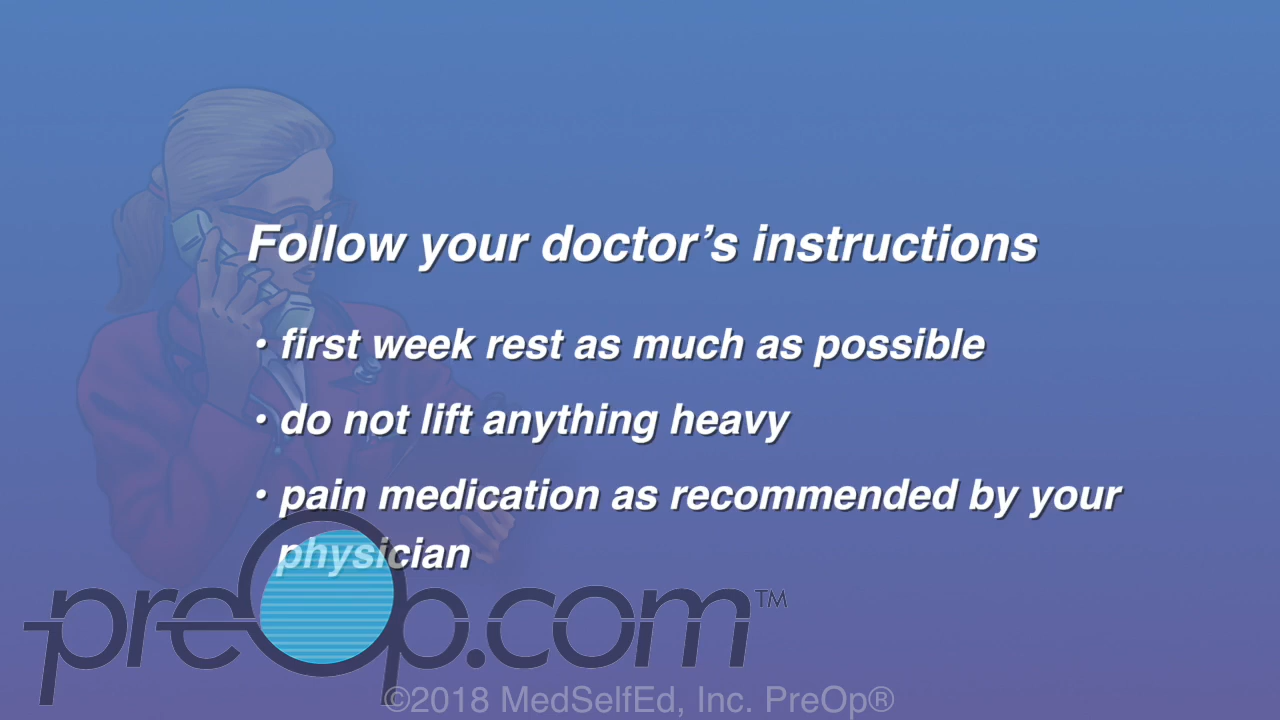 Follow your doctor’s instructions
• first week rest as much as possible
• do not lift anything heavy
• pain medication as recommended by your
physician
preOp.com™
©2018 MedSelfEd, Inc. PreOp®